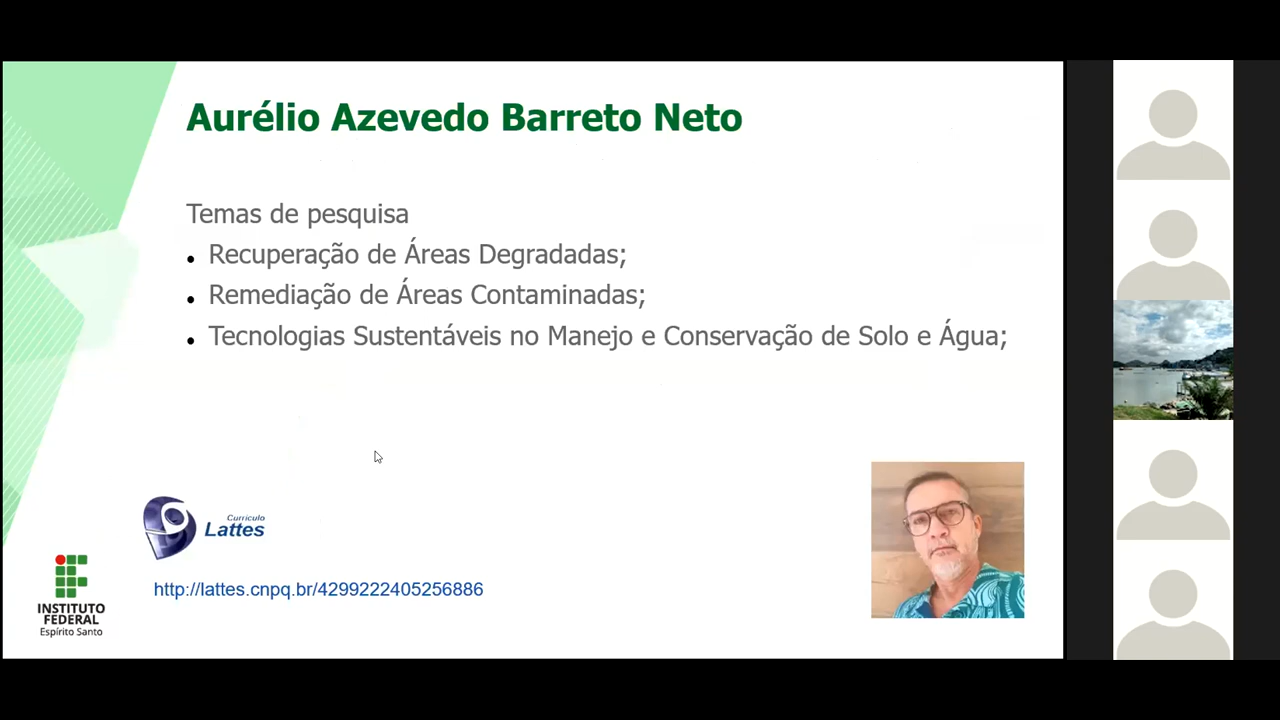 Aurélio Azevedo Barreto Neto
Temas de pesquisa
Recuperação de Áreas Degradadas;
Remediação de Áreas Contaminadas;
Tecnologias Sustentáveis no Manejo e Conservação de Solo e Água;
Currículo
Lattes
http://lattes.cnpq.br/4299222405256886
INSTITUTO
FEDERAL
Espírito Santo